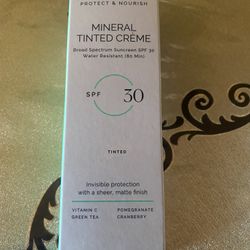 PROTECT & NOURISH
MINERAL
TINTED CRÈME
Broad Spectrum Sunscreen SPF 30
Water Resistant (80 Min)
SPF 30
TINTED
Invisible protection
with a sheer, matte finish
VITAMIN C POMEGRANATE
GREEN TEA CRANBERRY